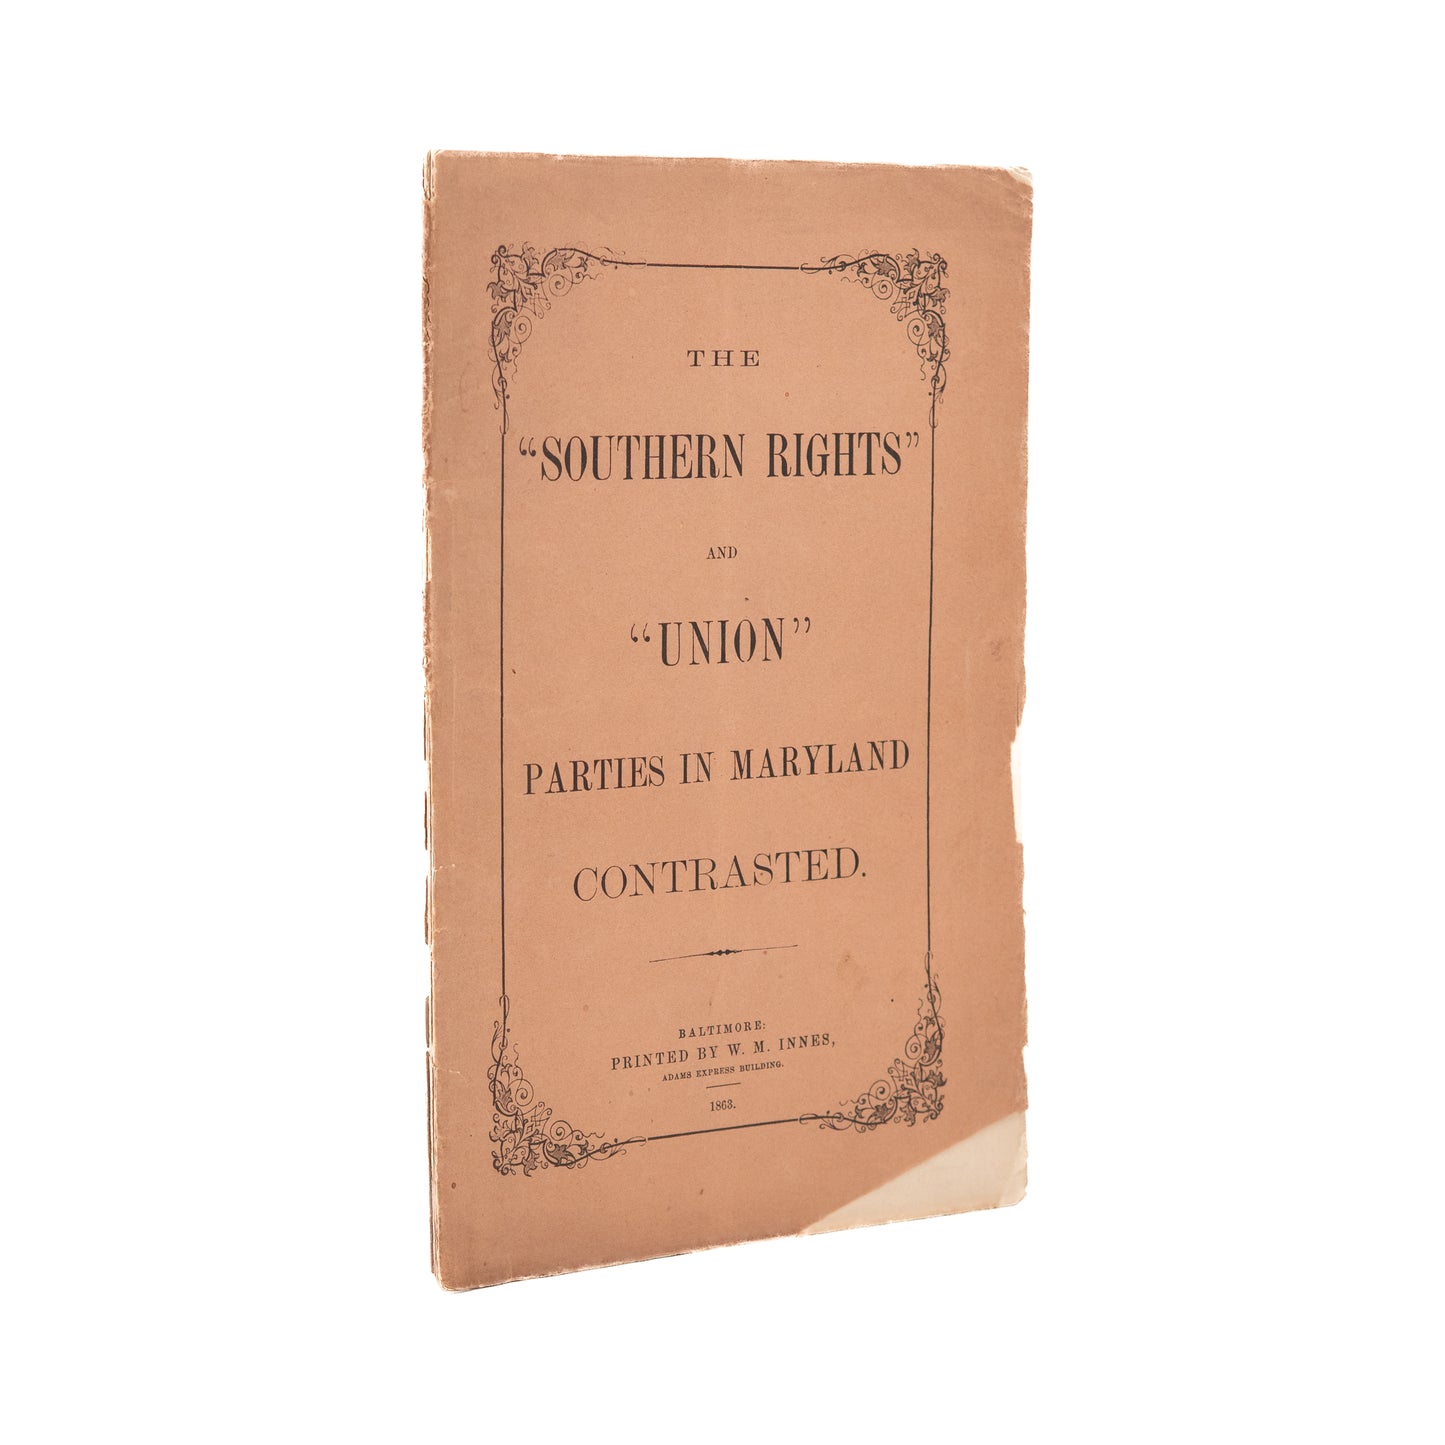 THE
“SOUTHERN RIGHTS”
AND
“UNION”
PARTIES IN MARYLAND
CONTRASTED.
BALTIMORE:
PRINTED BY W. M. INNES,
ADAMS EXPRESS BUILDING.
1863.